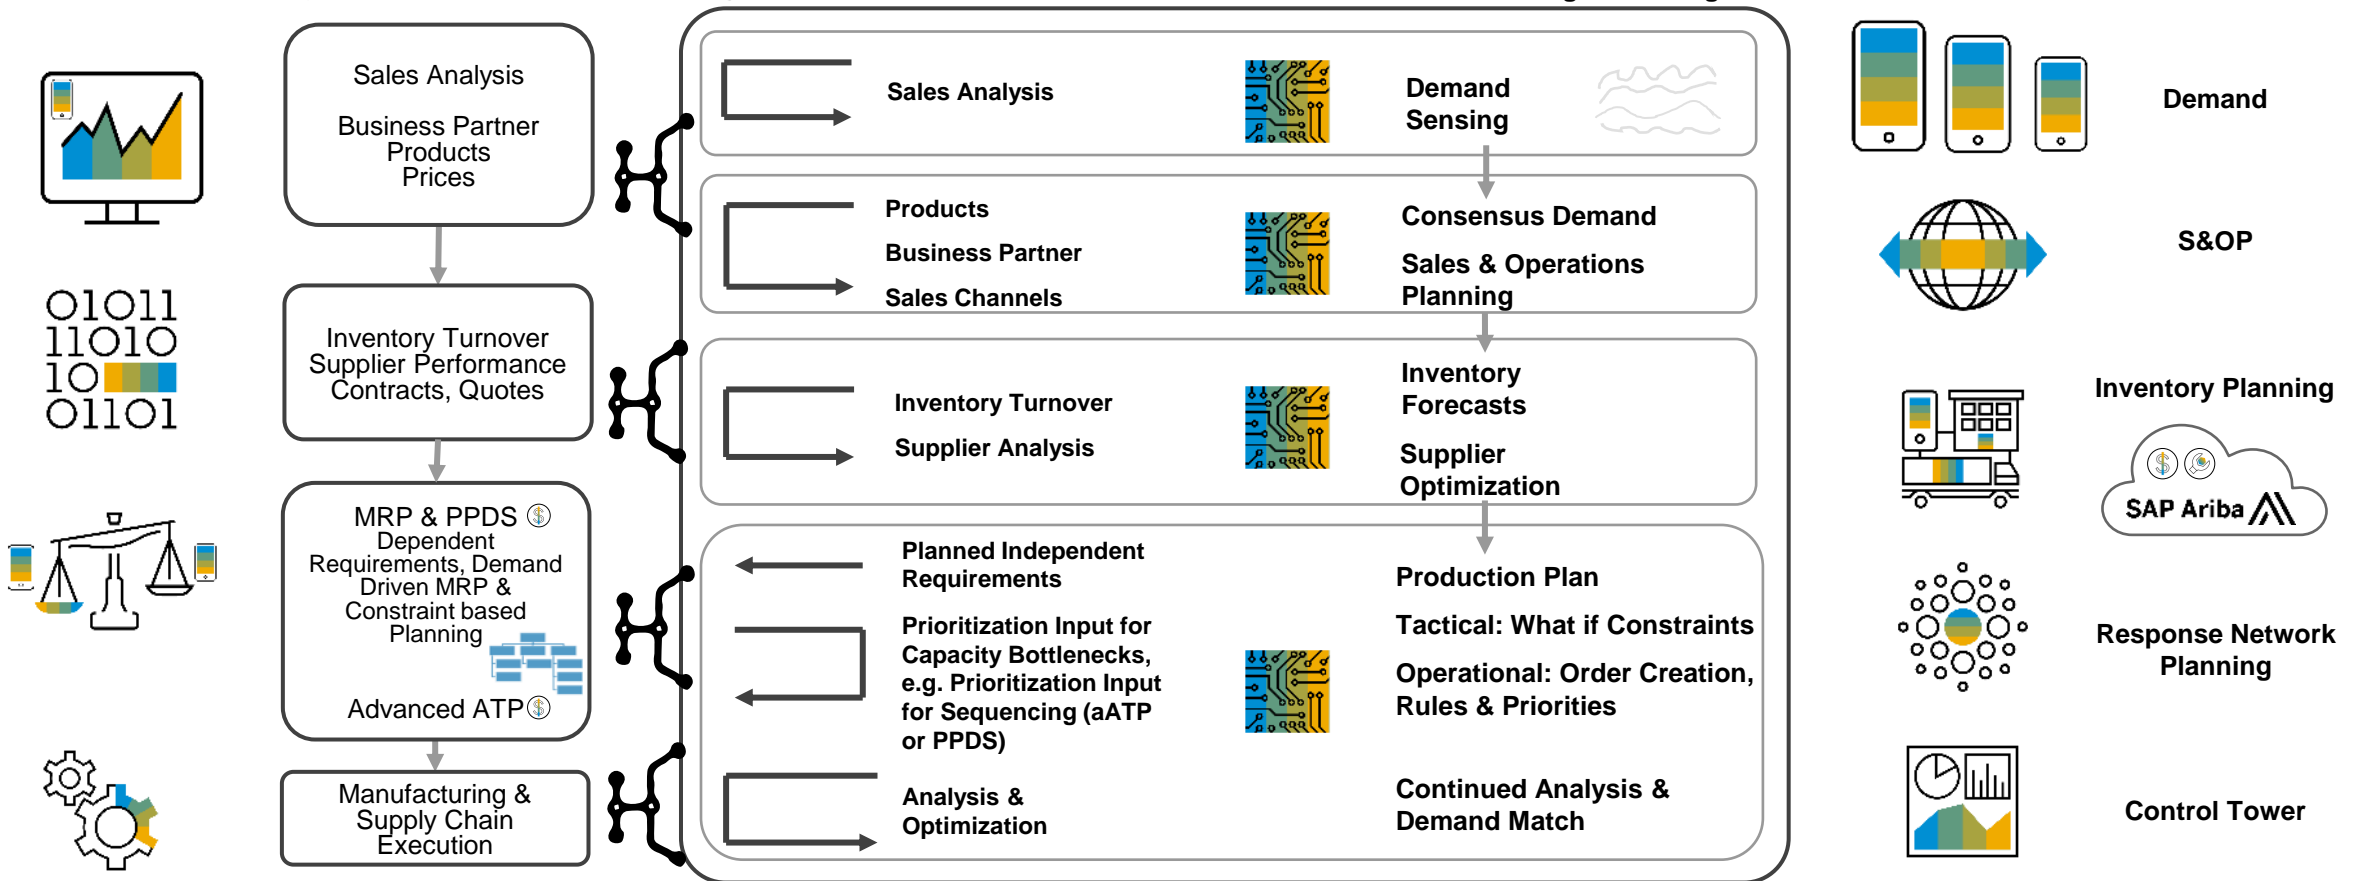 Sales Analysis
Business Partner
Products
Prices
Inventory Turnover
Supplier Performance
Contracts, Quotes
MRP & PPDS
Dependent
Requirements, Demand
Driven MRP &
Constraint based
Planning
Advanced ATP
Manufacturing &
Supply Chain
Execution
01011
11010
10
01101
Sales Analysis
Demand
Sensing
Products
Business Partner
Sales Channels
Consensus Demand
Sales & Operations
Planning
Inventory Turnover
Supplier Analysis
Inventory
Forecasts
Supplier
Optimization
Planned Independent
Requirements
Prioritization Input for
Capacity Bottlenecks,
e.g. Prioritization Input
for Sequencing (aATP
or PPDS)
Analysis &
Optimization
Production Plan
Tactical: What if Constraints
Operational: Order Creation,
Rules & Priorities
Continued Analysis &
Demand Match
Demand
S&OP
Inventory Planning
SAP Ariba
Response Network
Planning
Control Tower